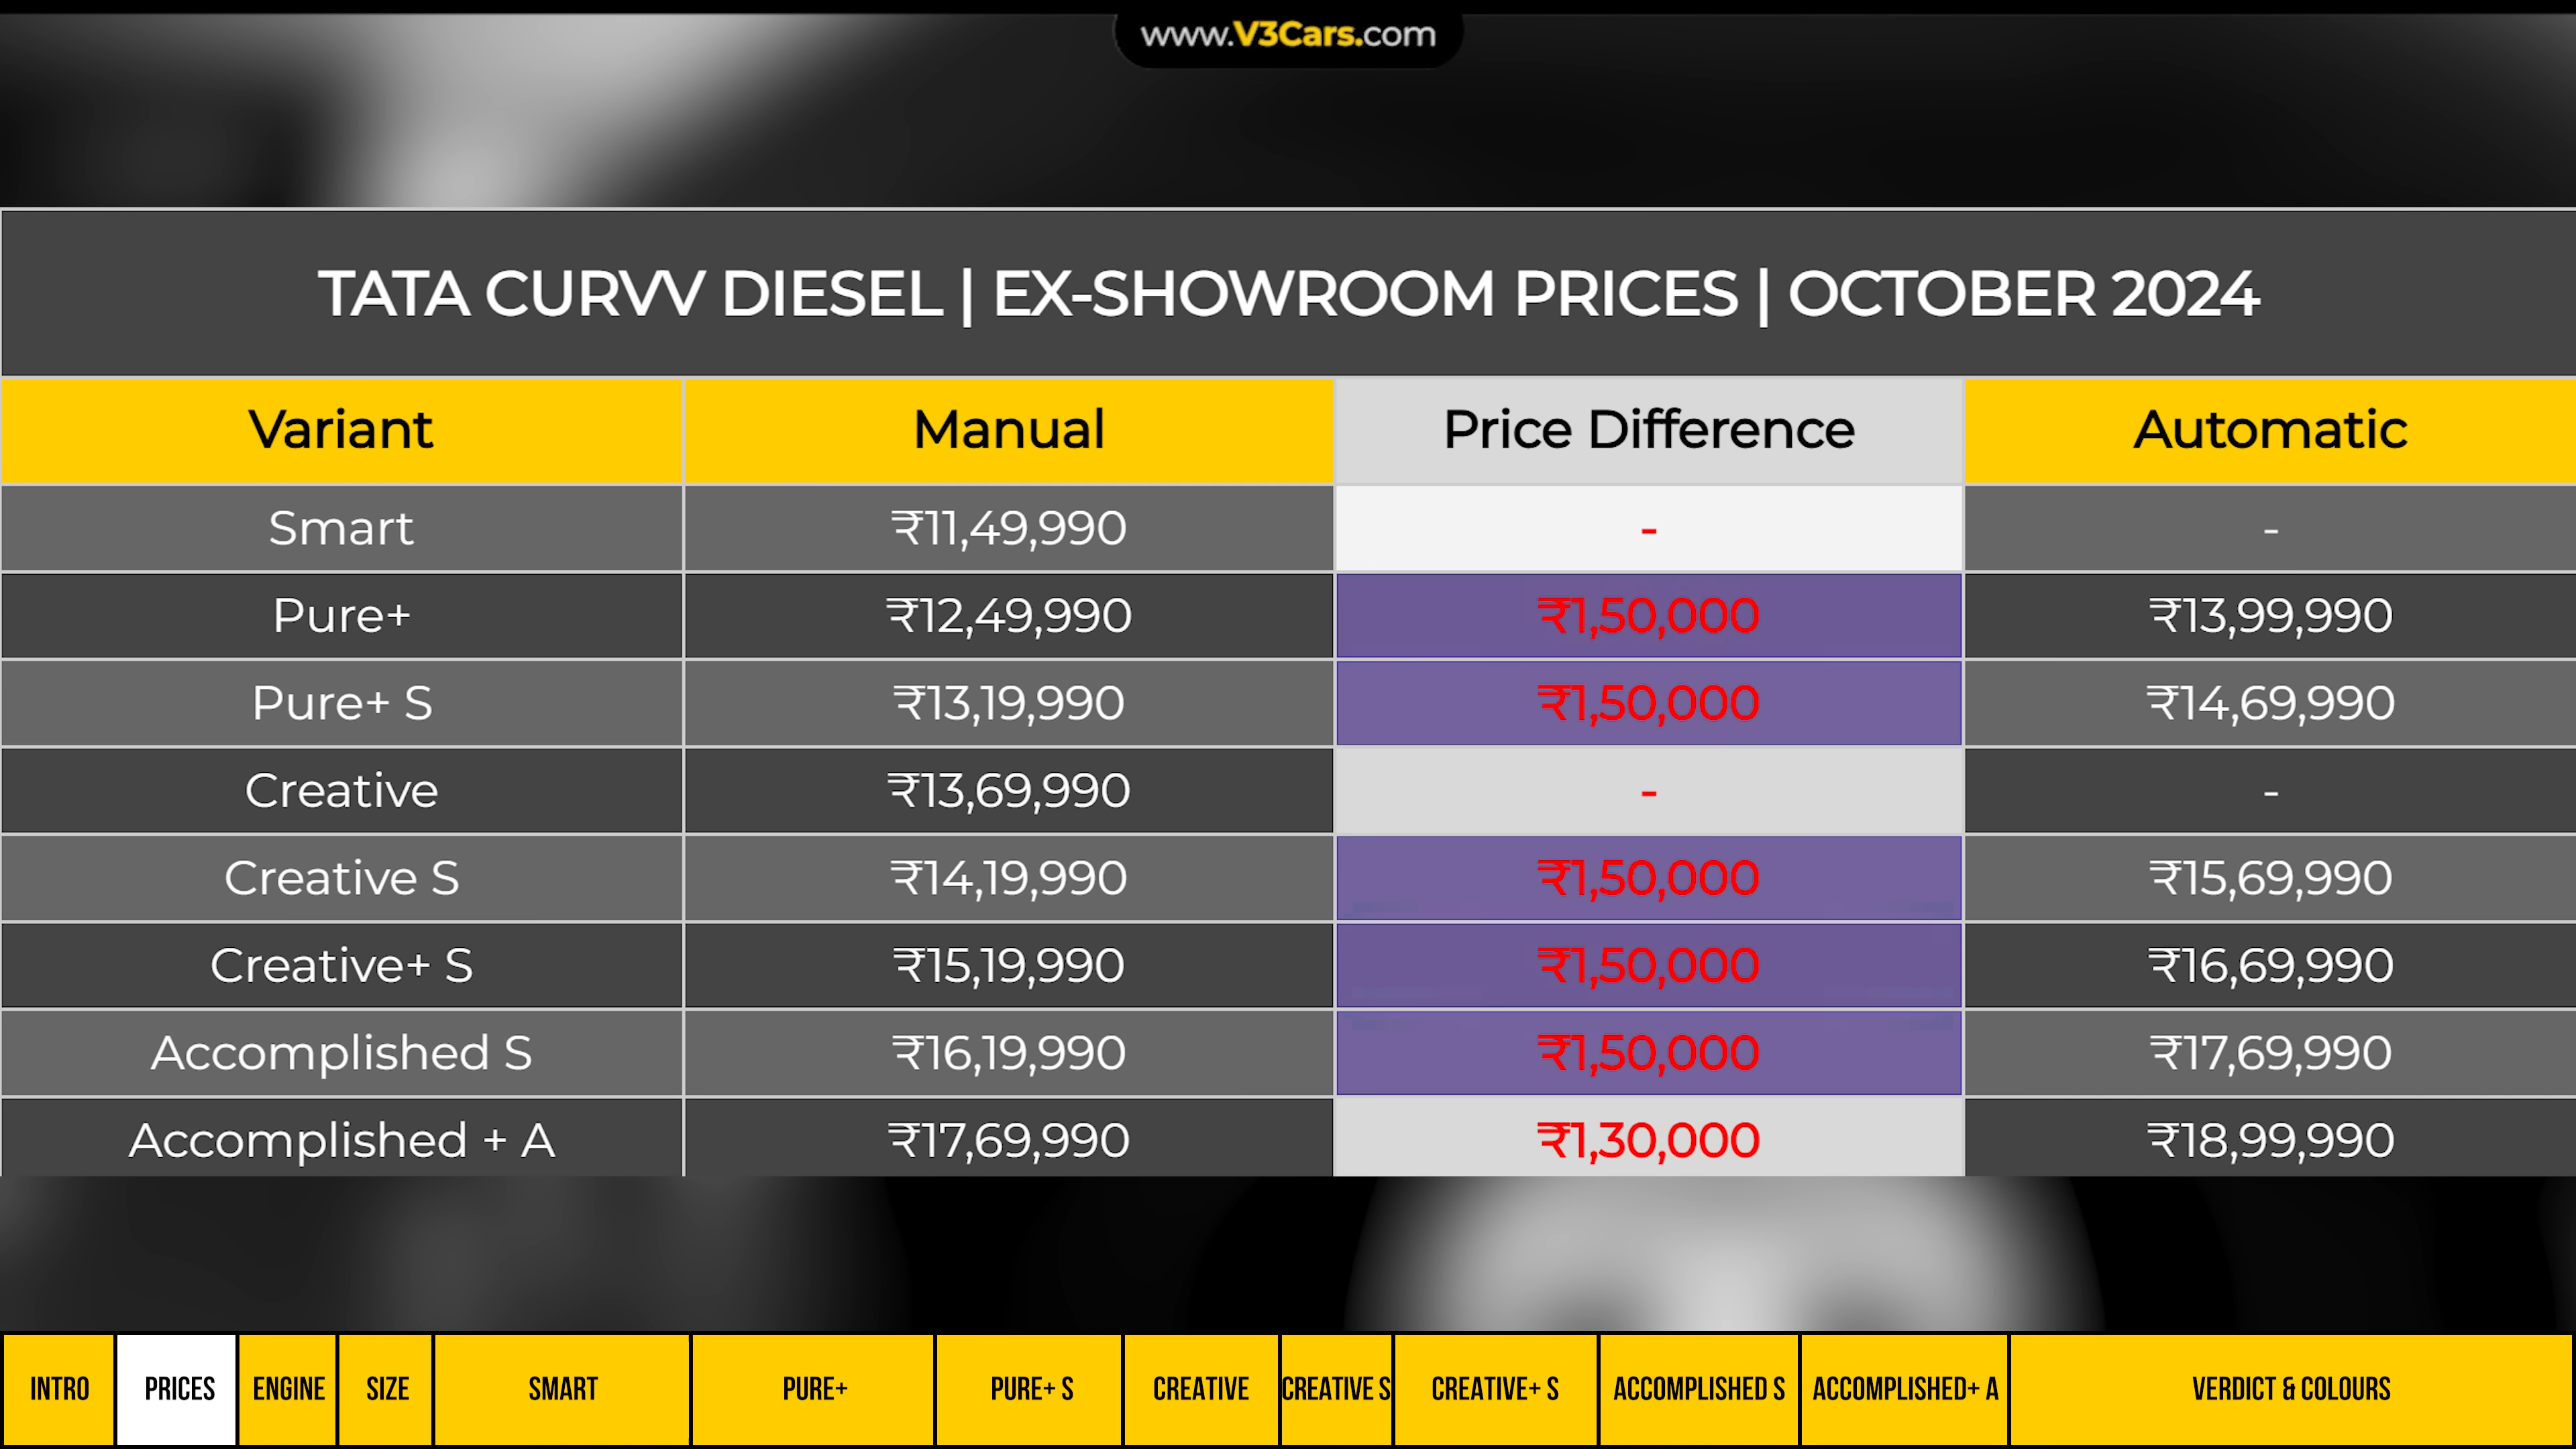 www.V3Cars.com
TATA CURVV DIESEL | EX-SHOWROOM PRICES | OCTOBER 2024
Variant Manual Price Difference Automatic
Smart ₹11,49,990 - -
Pure+ ₹12,49,990 ₹1,50,000 ₹13,99,990
Pure+ S ₹13,19,990 ₹1,50,000 ₹14,69,990
Creative ₹13,69,990 - -
Creative S ₹14,19,990 ₹1,50,000 ₹15,69,990
Creative+ S ₹15,19,990 ₹1,50,000 ₹16,69,990
Accomplished S ₹16,19,990 ₹1,50,000 ₹17,69,990
Accomplished + A ₹17,69,990 ₹1,30,000 ₹18,99,990
INTRO PRICES ENGINE SIZE SMART PURE+ PURE+ S CREATIVE CREATIVE S CREATIVE+ S ACCOMPLISHED S ACCOMPLISHED+ A VERDICT & COLOURS